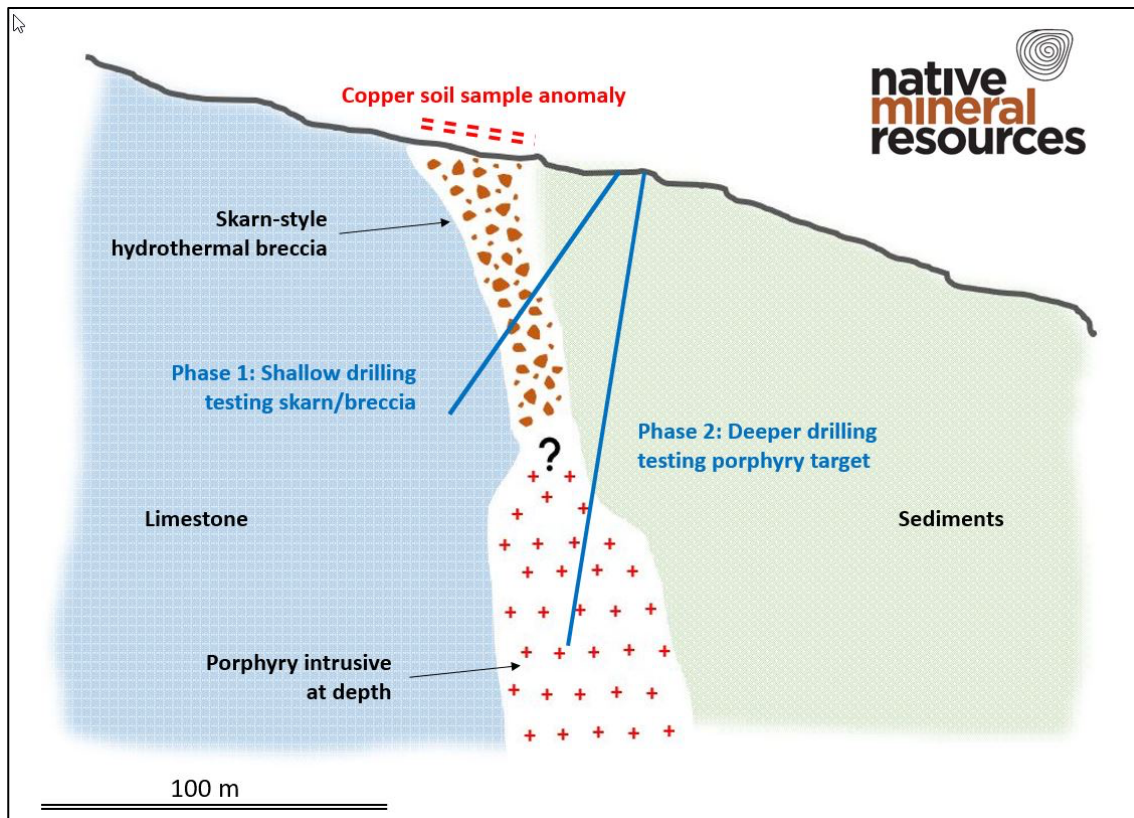 native
mineral
resources
Copper soil sample anomaly
Skarn-style
hydrothermal breccia
Phase 1: Shallow drilling
testing skarn/breccia
?
Phase 2: Deeper drilling
testing porphyry target
Limestone
Sediments
Porphyry intrusive
at depth
100 m